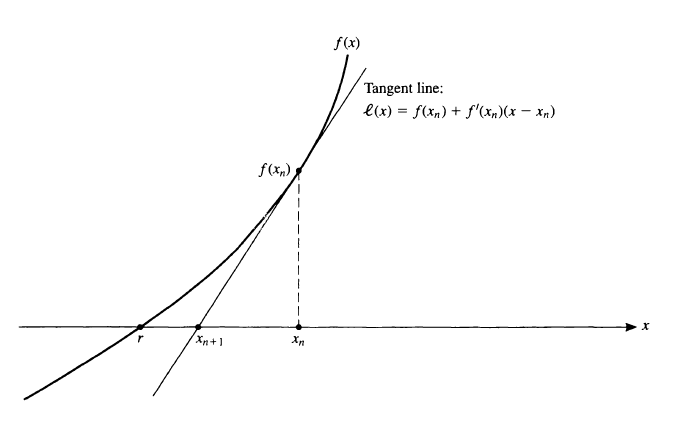 f(x)
Tangent line:
ℓ(x) = f(xₙ) + f′(xₙ)(x − xₙ)
f(xₙ)
x
r
xₙ₊₁
xₙ